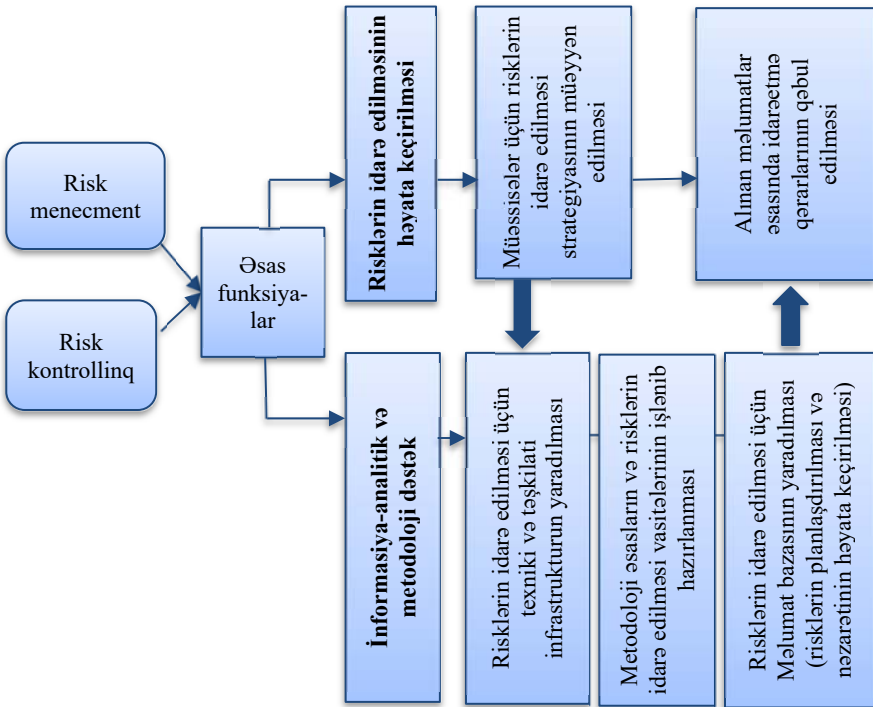 Risk
menecment
Risk
kontrollinq
Əsas
funksiya-
lar
Risklərin idarə edilməsinin
həyata keçirilməsi
Müəssisələr üçün risklərin
idarə edilməsi
strategiyasının müəyyən
edilməsi
Alınan məlumatlar
əsasında idarəetmə
qərarlarının qəbul
edilməsi
İnformasiya-analitik və
metodoloji dəstək
Risklərin idarə edilməsi üçün
texniki və təşkilati
infrastrukturun yaradılması
Metodoloji əsasların və risklərin
idarə edilməsi vasitələrinin işlənib
hazırlanması
Risklərin idarə edilməsi üçün
Məlumat bazasının yaradılması
(risklərin planlaşdırılması və
nəzarətinin həyata keçirilməsi)